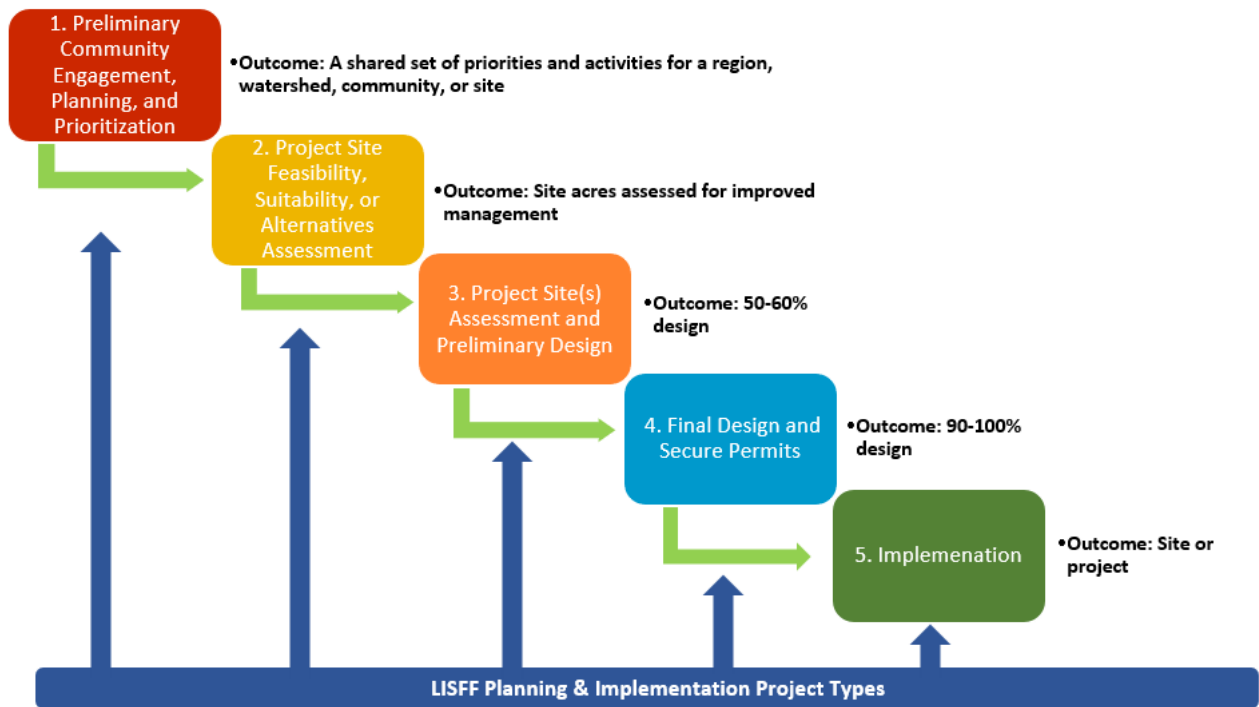 1. Preliminary
Community
Engagement,
Planning, and
Prioritization
•Outcome: A shared set of priorities and activities for a region,
watershed, community, or site
2. Project Site
Feasibility,
Suitability, or
Alternatives
Assessment
•Outcome: Site acres assessed for improved
management
3. Project Site(s)
Assessment and
Preliminary Design
•Outcome: 50-60%
design
4. Final Design and
Secure Permits
•Outcome: 90-100%
design
5. Implemenation
•Outcome: Site or
project
LISFF Planning & Implementation Project Types